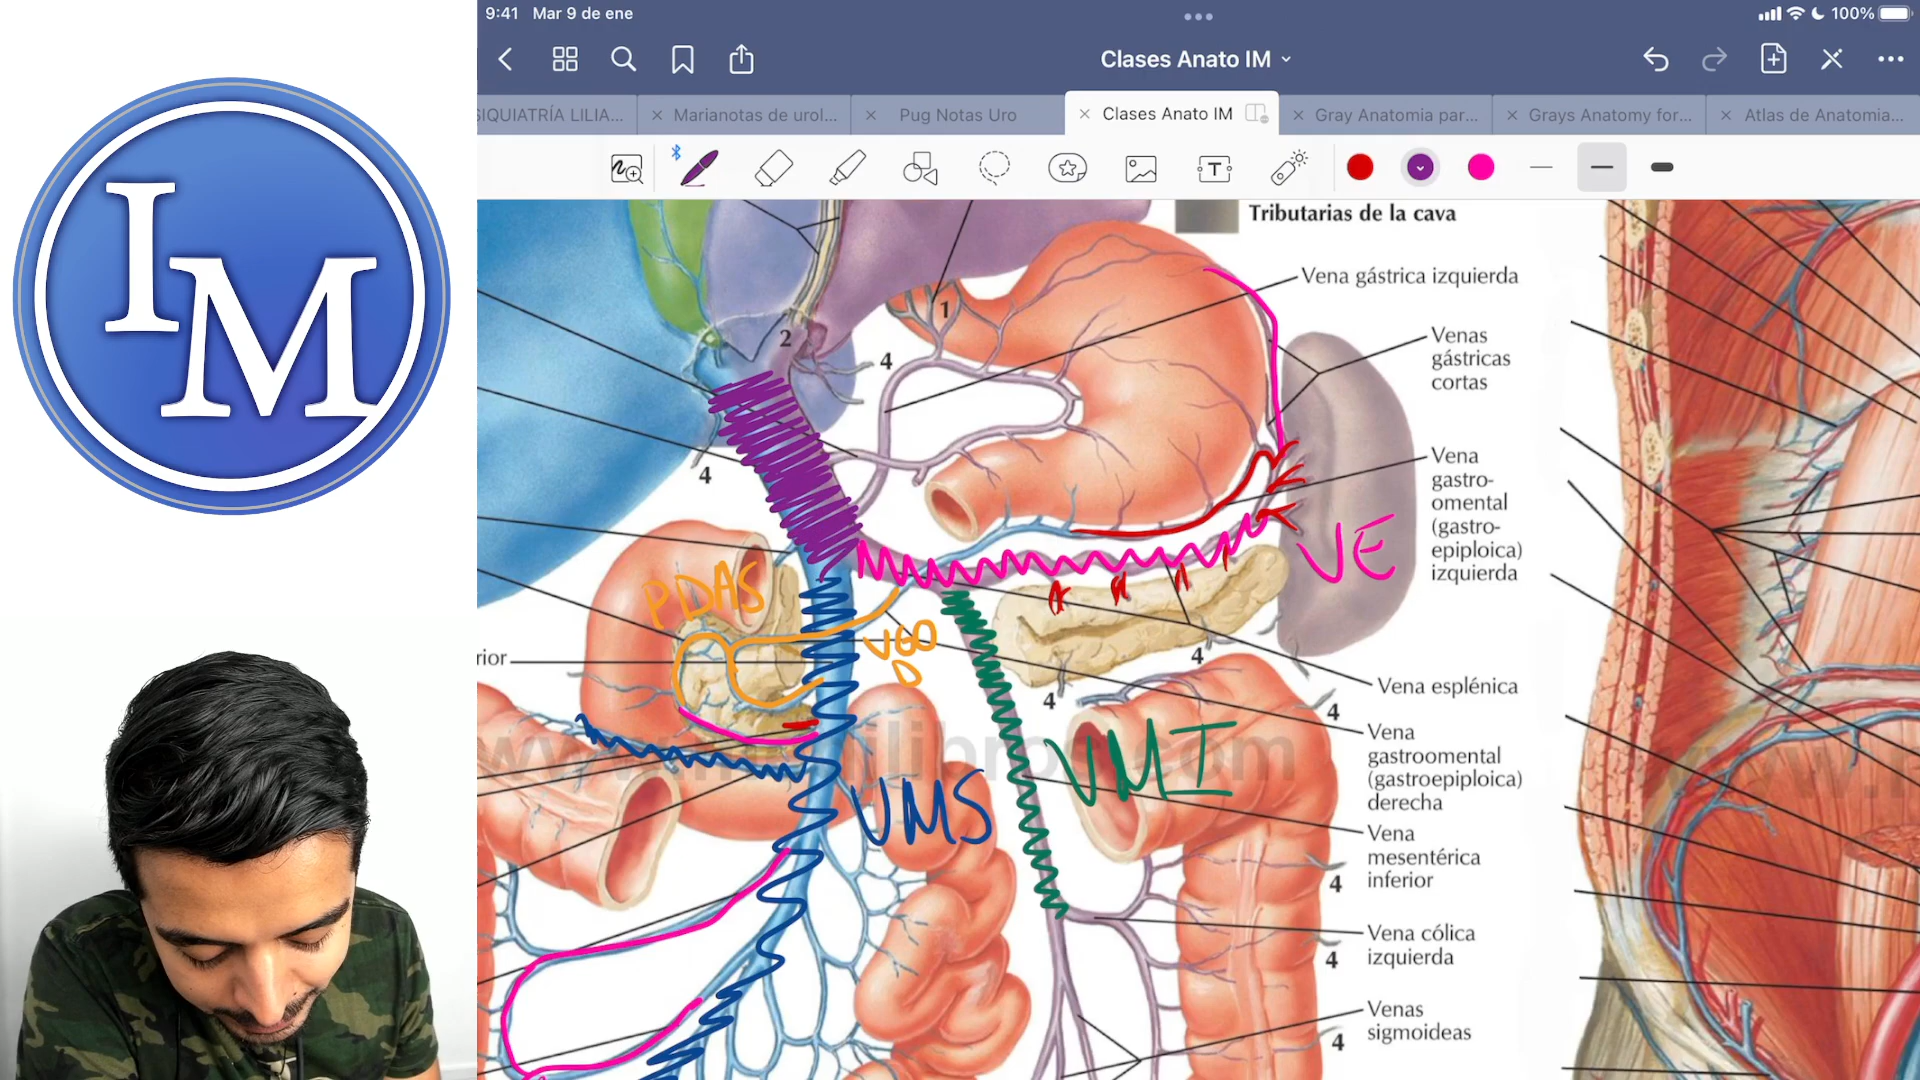 9:41 Mar 9 de ene
100%
Clases Anato IM
SIQUIATRÍA LILIA...
Marianotas de urol...
Pug Notas Uro
Clases Anato IM
Gray Anatomia par...
Grays Anatomy for...
Atlas de Anatomia...
T
IM
Tributarias de la cava
Vena gástrica izquierda
1
2
4
Venas
gástricas
cortas
4
Vena
gastro-
omental
(gastro-
epiploica)
izquierda
VE
PDAS
VGO
D
rior
4
4
Vena esplénica
4
Vena
gastroomental
(gastroepiploica)
derecha
VMI
VMS
Vena
mesentérica
inferior
4
Vena cólica
izquierda
4
Venas
sigmoideas
4